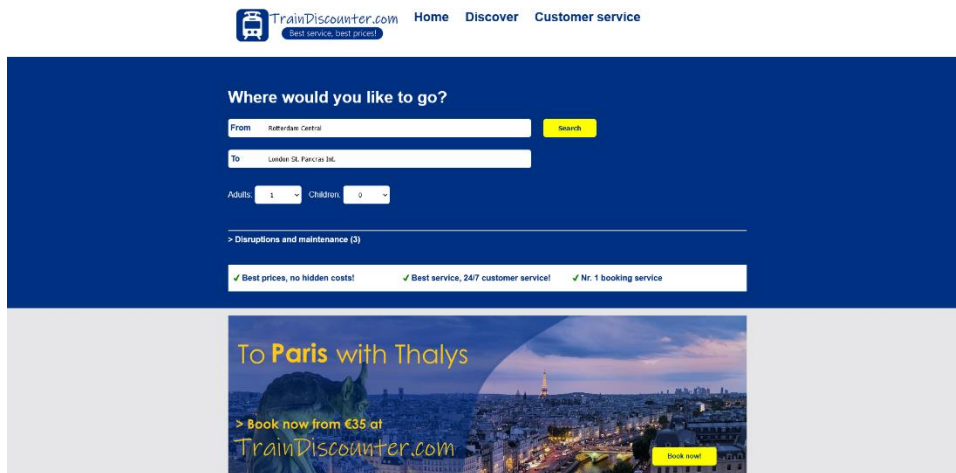 TrainDiscounter.com
Best service, best prices!
Home Discover Customer service
Where would you like to go?
From Rotterdam Central
Search
To London St. Pancras Int.
Adults: 1 Children: 0
> Disruptions and maintenance (3)
✓ Best prices, no hidden costs! ✓ Best service, 24/7 customer service! ✓ Nr. 1 booking service
To Paris with Thalys
> Book now from €35 at
TrainDiscounter.com
Book now!